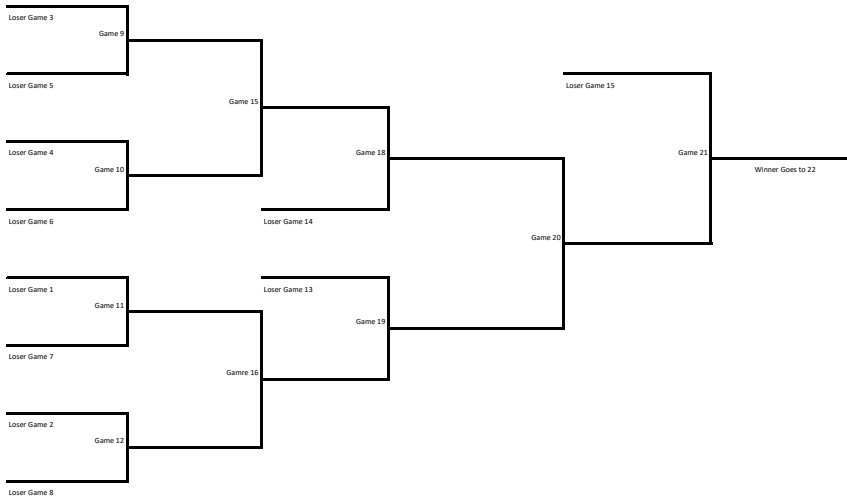 Loser Game 3
Game 9
Loser Game 5
Loser Game 15
Game 15
Loser Game 4
Game 18
Game 21
Game 10
Winner Goes to 22
Loser Game 6
Loser Game 14
Game 20
Loser Game 1
Loser Game 13
Game 11
Game 19
Loser Game 7
Gamre 16
Loser Game 2
Game 12
Loser Game 8